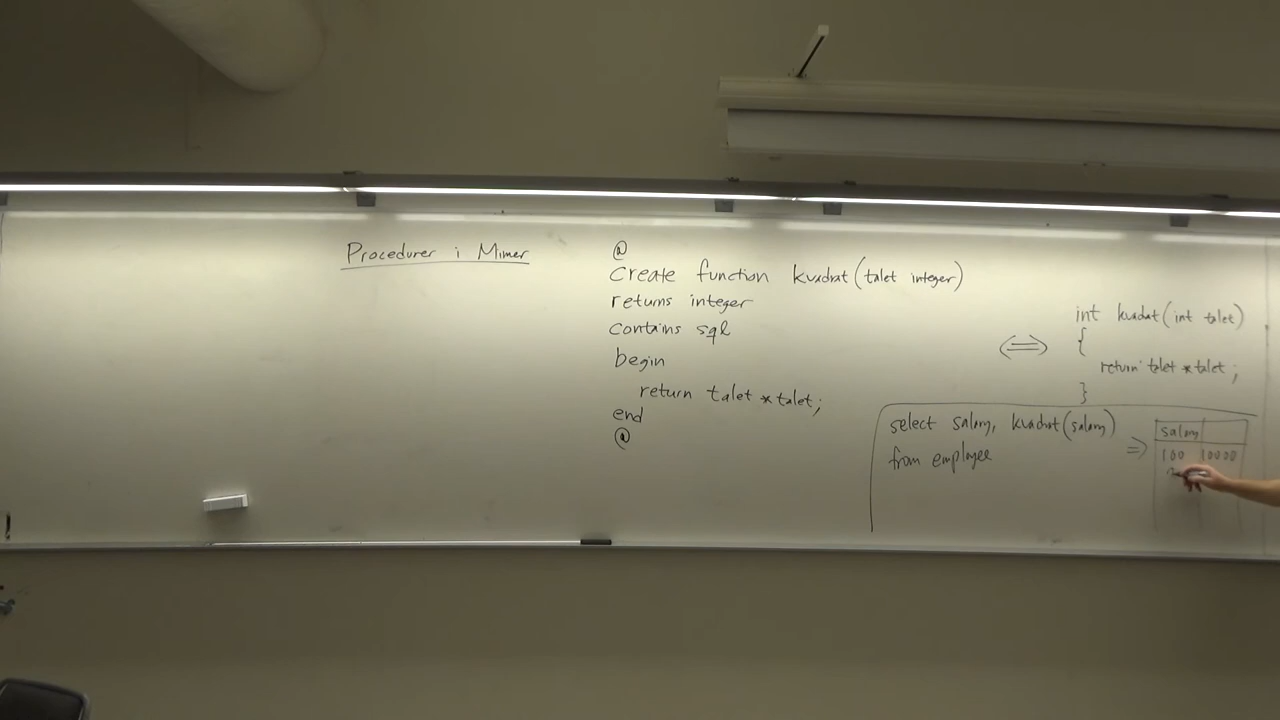 Procedurer i Mimer
@
Create function kvadrat(talet integer)
returns integer
contains sql
begin
return talet * talet;
end
@
<=>
int kvadrat(int talet)
{
return talet * talet;
}
select salary, kvadrat(salary)
from employee
=>
salary
100 10000